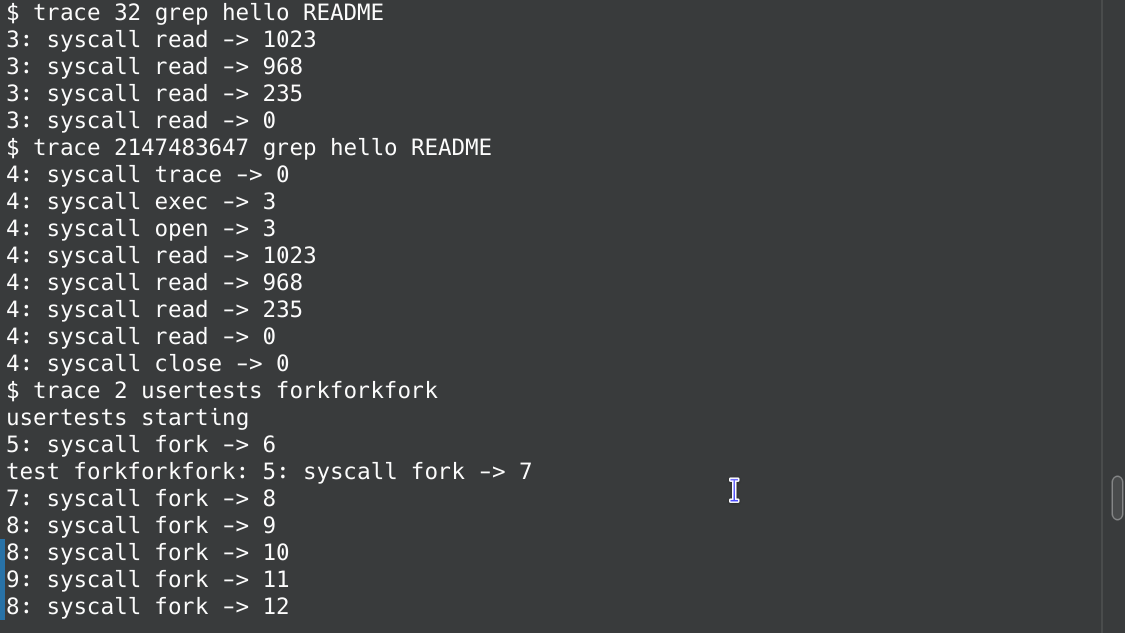 $ trace 32 grep hello README
3: syscall read -> 1023
3: syscall read -> 968
3: syscall read -> 235
3: syscall read -> 0
$ trace 2147483647 grep hello README
4: syscall trace -> 0
4: syscall exec -> 3
4: syscall open -> 3
4: syscall read -> 1023
4: syscall read -> 968
4: syscall read -> 235
4: syscall read -> 0
4: syscall close -> 0
$ trace 2 usertests forkforkfork
usertests starting
5: syscall fork -> 6
test forkforkfork: 5: syscall fork -> 7
7: syscall fork -> 8
8: syscall fork -> 9
8: syscall fork -> 10
9: syscall fork -> 11
8: syscall fork -> 12